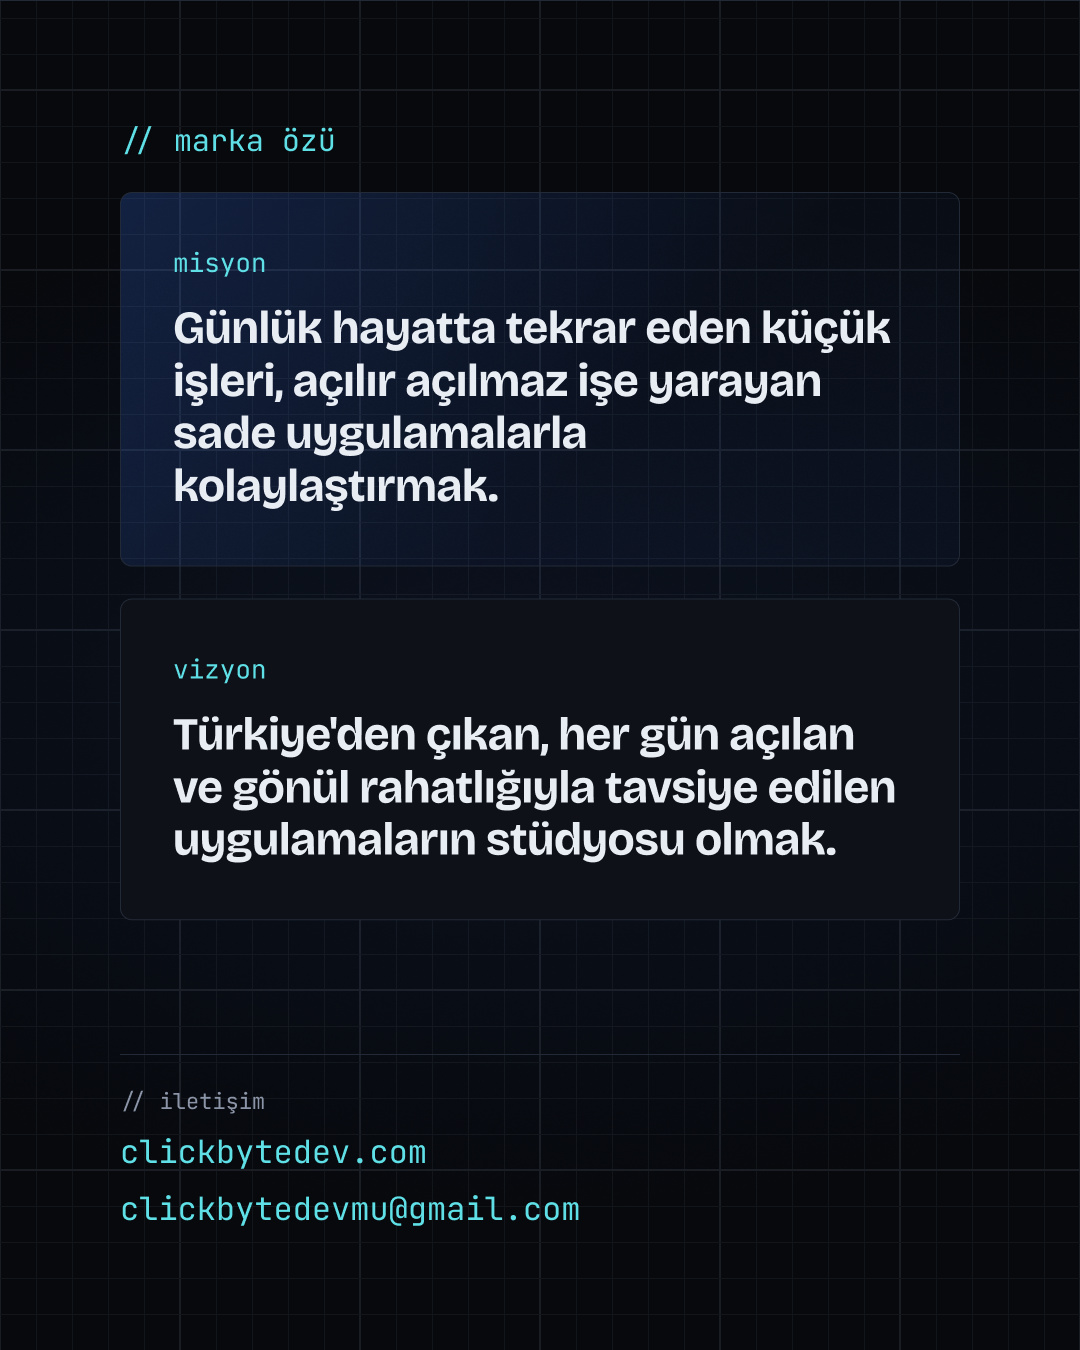 // marka özü
misyon
Günlük hayatta tekrar eden küçük
işleri, açılır açılmaz işe yarayan
sade uygulamalarla
kolaylaştırmak.
vizyon
Türkiye'den çıkan, her gün açılan
ve gönül rahatlığıyla tavsiye edilen
uygulamaların stüdyosu olmak.
// iletişim
clickbytedev.com
clickbytedevmu@gmail.com